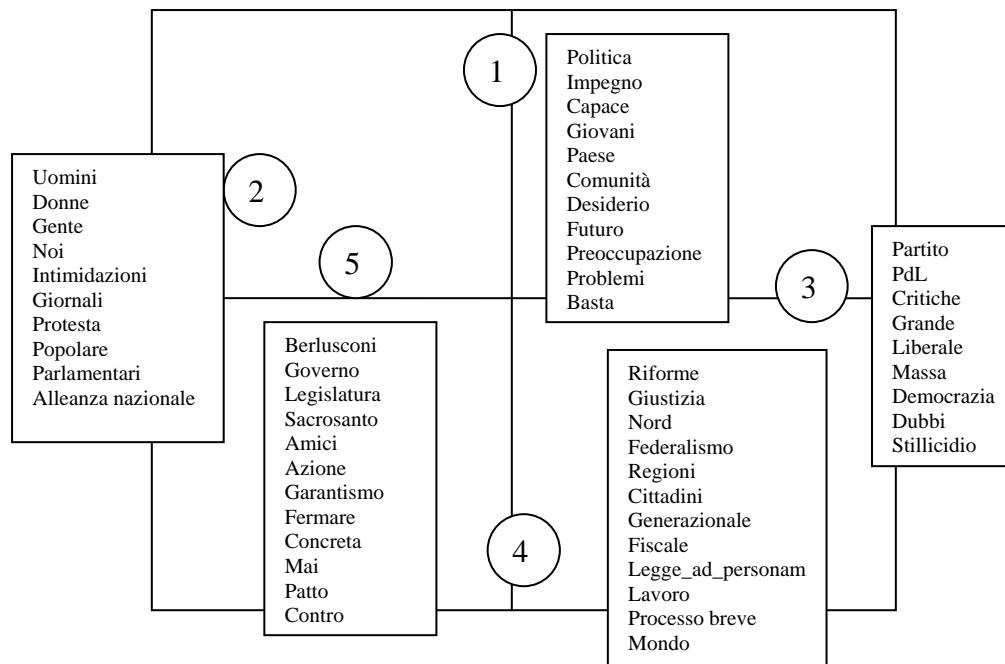 1
Politica
Impegno
Capace
Giovani
Paese
Comunità
Desiderio
Futuro
Preoccupazione
Problemi
Basta
2
Uomini
Donne
Gente
Noi
Intimidazioni
Giornali
Protesta
Popolare
Parlamentari
Alleanza nazionale
5
Berlusconi
Governo
Legislatura
Sacrosanto
Amici
Azione
Garantismo
Fermare
Concreta
Mai
Patto
Contro
3
Partito
PdL
Critiche
Grande
Liberale
Massa
Democrazia
Dubbi
Stillicidio
4
Riforme
Giustizia
Nord
Federalismo
Regioni
Cittadini
Generazionale
Fiscale
Legge_ad_personam
Lavoro
Processo breve
Mondo